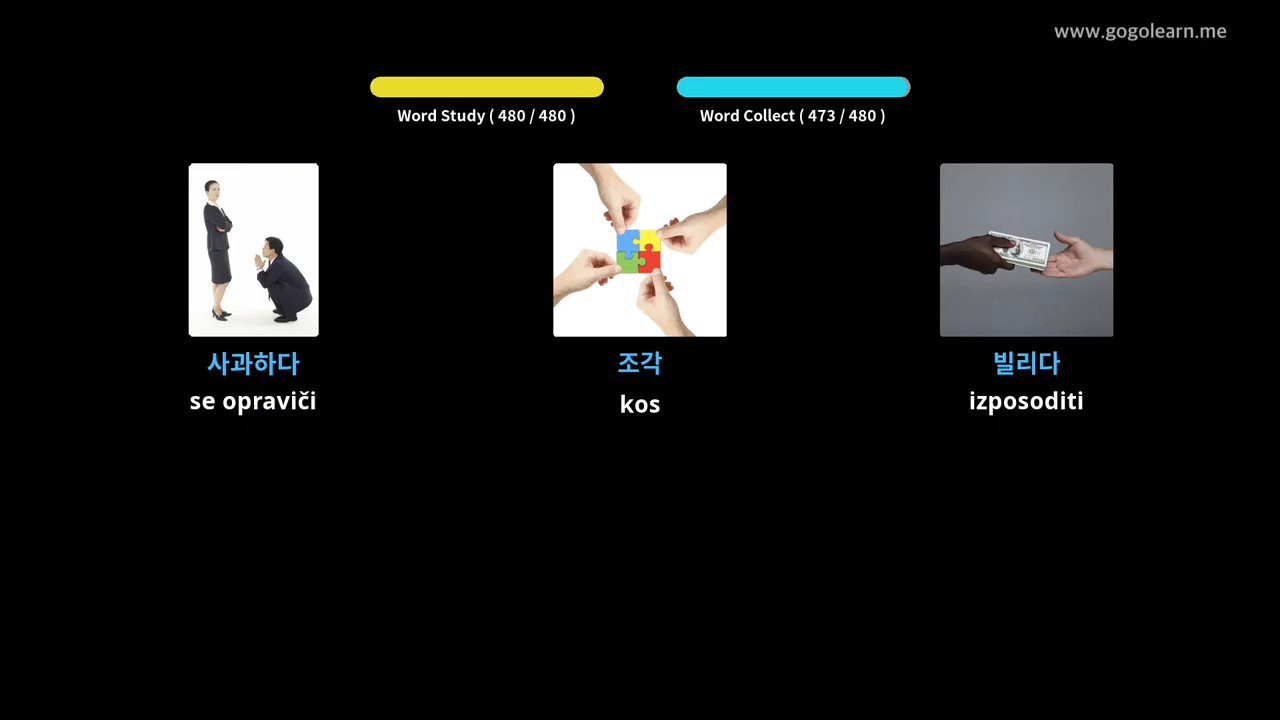 www.gogolearn.me
Word Study ( 480 / 480 )
Word Collect ( 473 / 480 )
사과하다
se opraviči
조각
kos
빌리다
izposoditi